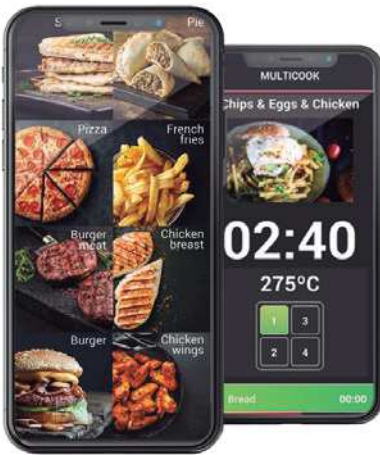 S
Pie
Pizza
French
fries
Burger
meat
Chicken
breast
Burger
Chicken
wings
MULTICOOK
Chips & Eggs & Chicken
02:40
275ºC
1
3
2
4
Bread
00:00